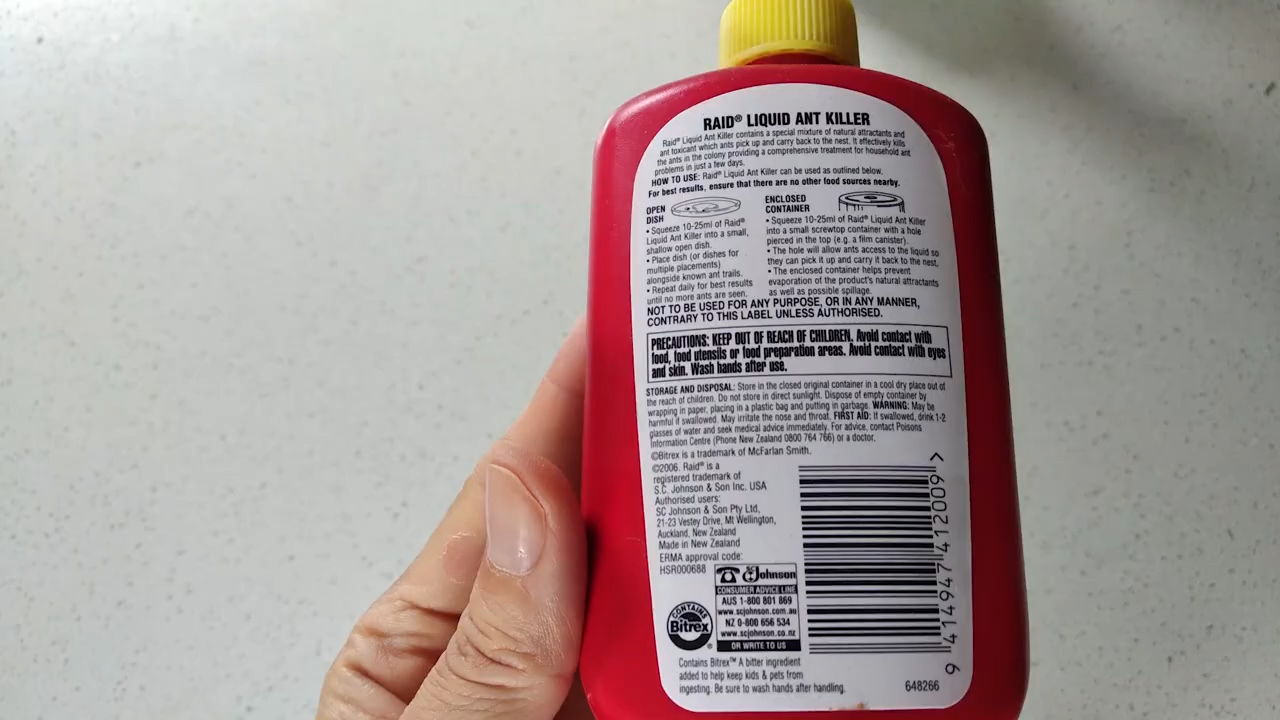 RAID® LIQUID ANT KILLER
Raid® Liquid Ant Killer contains a special mixture of natural attractants and
ant toxicant which ants pick up and carry back to the nest. It effectively kills
the ants in the colony providing a comprehensive treatment for household ant
problems in just a few days.
HOW TO USE: Raid® Liquid Ant Killer can be used as outlined below.
For best results, ensure that there are no other food sources nearby.
OPEN
DISH
• Squeeze 10-25ml of Raid®
Liquid Ant Killer into a small,
shallow open dish.
• Place dish (or dishes for
multiple placements)
alongside known ant trails.
• Repeat daily for best results
until no more ants are seen.
ENCLOSED
CONTAINER
• Squeeze 10-25ml of Raid® Liquid Ant Killer
into a small screwtop container with a hole
pierced in the top (e.g. a film canister).
• The hole will allow ants access to the liquid so
they can pick it up and carry it back to the nest.
• The enclosed container helps prevent
evaporation of the product's natural attractants
as well as possible spillage.
NOT TO BE USED FOR ANY PURPOSE, OR IN ANY MANNER,
CONTRARY TO THIS LABEL UNLESS AUTHORISED.
PRECAUTIONS: KEEP OUT OF REACH OF CHILDREN. Avoid contact with
food, food utensils or food preparation areas. Avoid contact with eyes
and skin. Wash hands after use.
STORAGE AND DISPOSAL: Store in the closed original container in a cool dry place out of
the reach of children. Do not store in direct sunlight. Dispose of empty container by
wrapping in paper, placing in a plastic bag and putting in garbage. WARNING: May be
harmful if swallowed. May irritate the nose and throat. FIRST AID: If swallowed, drink 1-2
glasses of water and seek medical advice immediately. For advice, contact Poisons
Information Centre (Phone New Zealand 0800 764 766) or a doctor.
©Bitrex is a trademark of McFarlan Smith.
©2006. Raid® is a
registered trademark of
S.C. Johnson & Son Inc. USA
Authorised users:
SC Johnson & Son Pty Ltd,
21-23 Vestey Drive, Mt Wellington,
Auckland, New Zealand
Made in New Zealand
ERMA approval code:
HSR000688
SC Johnson
CONSUMER ADVICE LINE
AUS 1-800 801 869
www.scjohnson.com.au
NZ 0-800 656 534
www.scjohnson.co.nz
OR WRITE TO US
CONTAINS
Bitrex®
Contains Bitrex™ A bitter ingredient
added to help keep kids & pets from
ingesting. Be sure to wash hands after handling.
9 414947 412009 >
648266